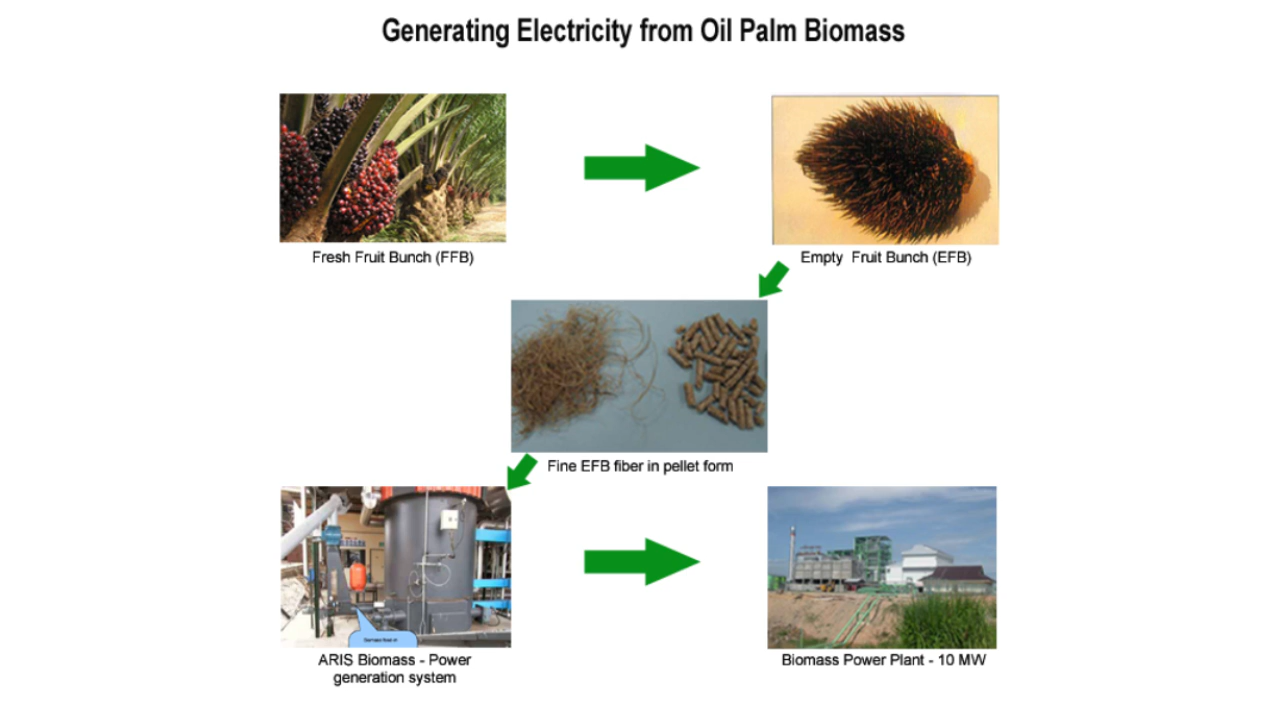 Generating Electricity from Oil Palm Biomass
Fresh Fruit Bunch (FFB)
Empty Fruit Bunch (EFB)
Fine EFB fiber in pellet form
ARIS Biomass - Power
generation system
Biomass Power Plant - 10 MW